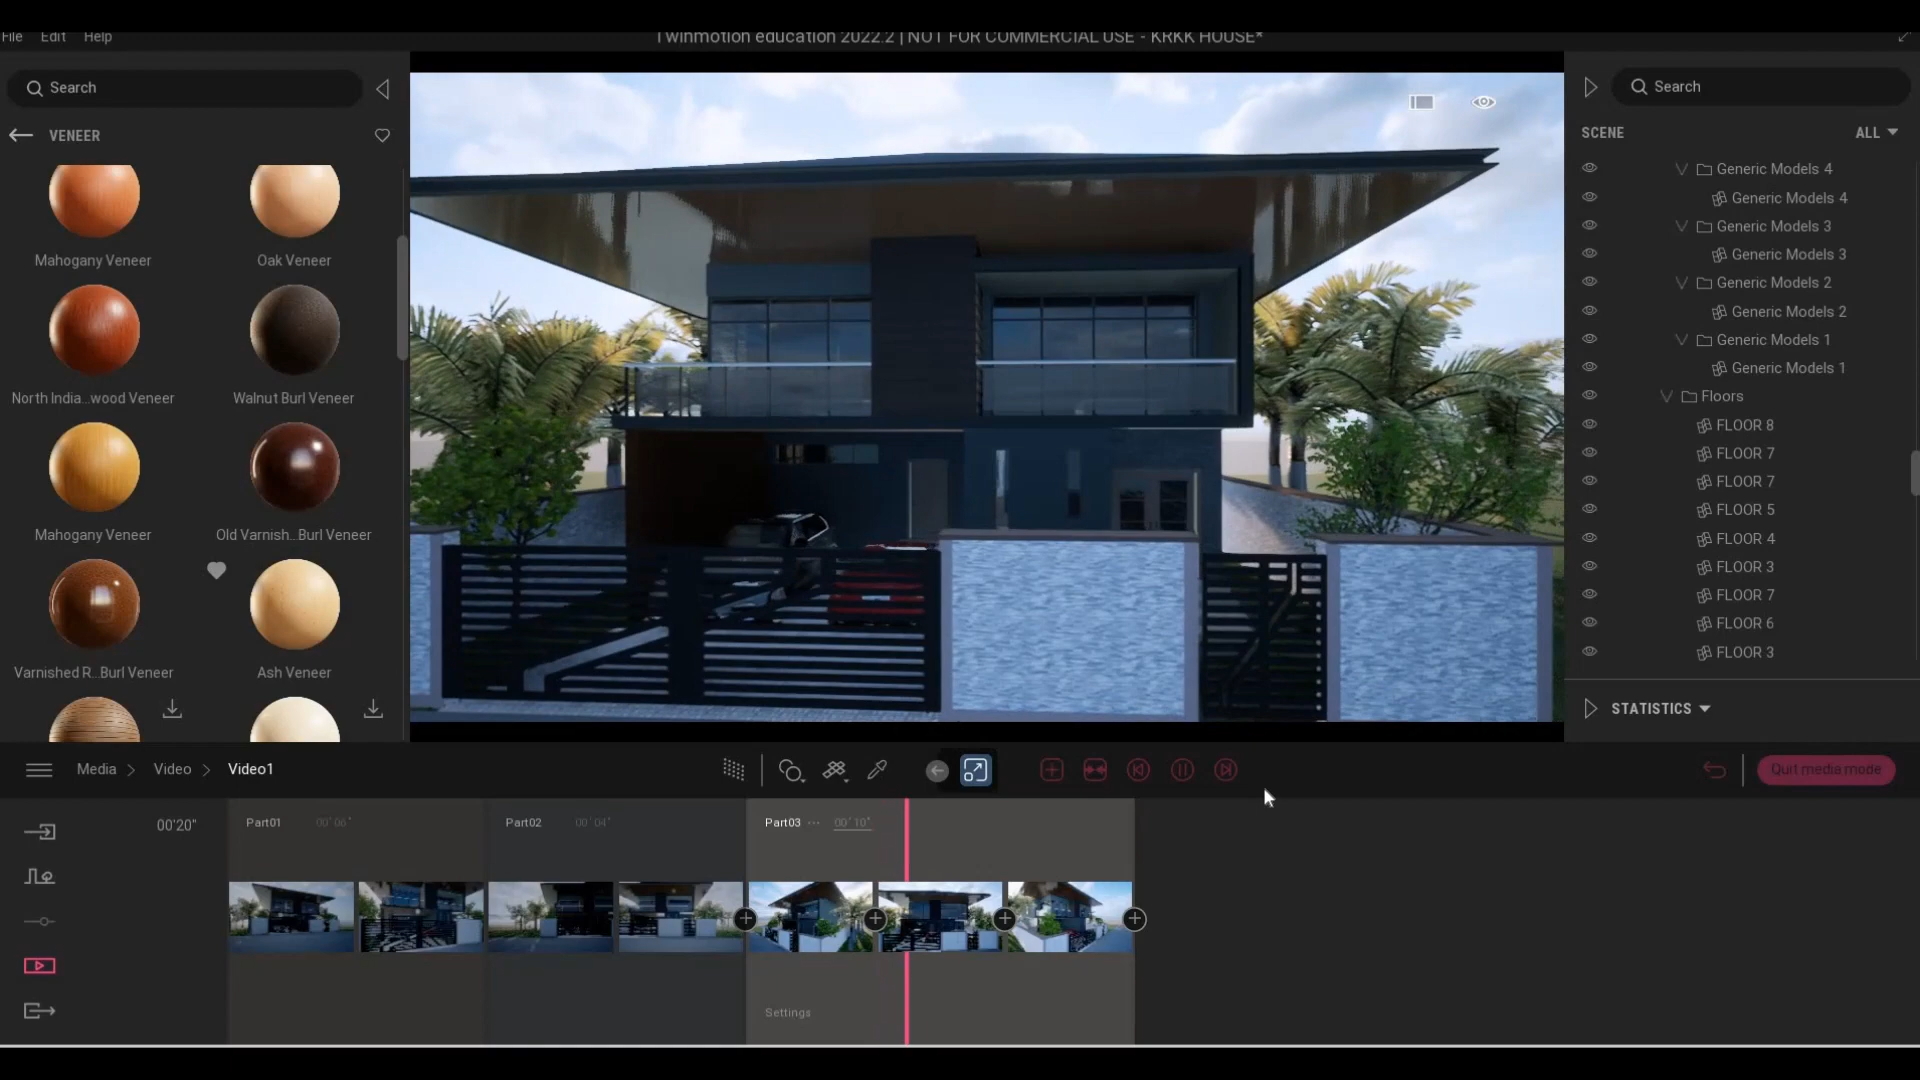 File Edit Help
Twinmotion education 2022.2 | NOT FOR COMMERCIAL USE - KRKK HOUSE*
Search
VENEER
Mahogany Veneer
Oak Veneer
North India...wood Veneer
Walnut Burl Veneer
Mahogany Veneer
Old Varnish...Burl Veneer
Varnished R...Burl Veneer
Ash Veneer
Search
SCENE ALL
Generic Models 4
Generic Models 4
Generic Models 3
Generic Models 3
Generic Models 2
Generic Models 2
Generic Models 1
Generic Models 1
Floors
FLOOR 8
FLOOR 7
FLOOR 7
FLOOR 5
FLOOR 4
FLOOR 3
FLOOR 7
FLOOR 6
FLOOR 3
STATISTICS
Media > Video > Video1
Quit media mode
00'20"
Part01 00'06"
Part02 00'04"
Part03 ... 00'10"
Settings